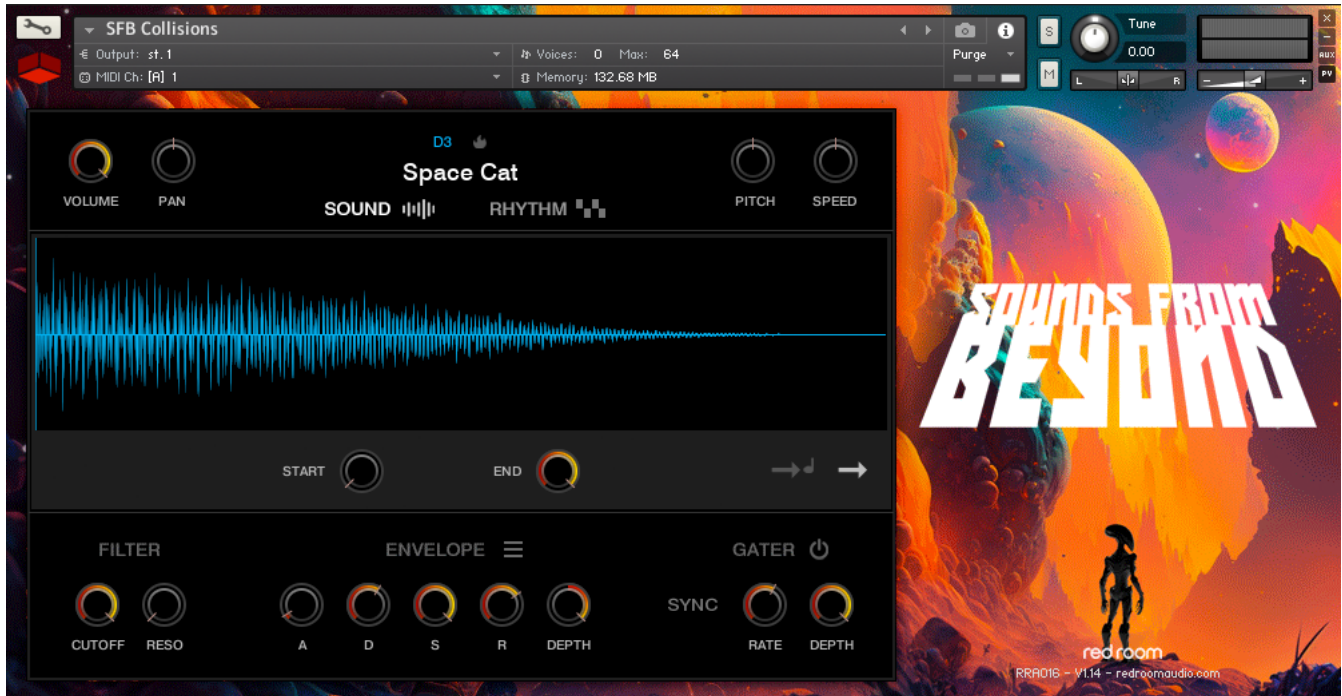 SFB Collisions
Output: st. 1
Voices: 0 Max: 64
Purge
MIDI Ch: [A] 1
Memory: 132.68 MB
S
M
Tune
0.00
L R
- +
×
-
AUX
PV
D3
Space Cat
VOLUME PAN
SOUND RHYTHM
PITCH SPEED
START END
FILTER ENVELOPE GATER
SYNC
CUTOFF RESO A D S R DEPTH RATE DEPTH
SOUNDS FROM
BEYOND
red room
RRA016 - V1.14 - redroomaudio.com